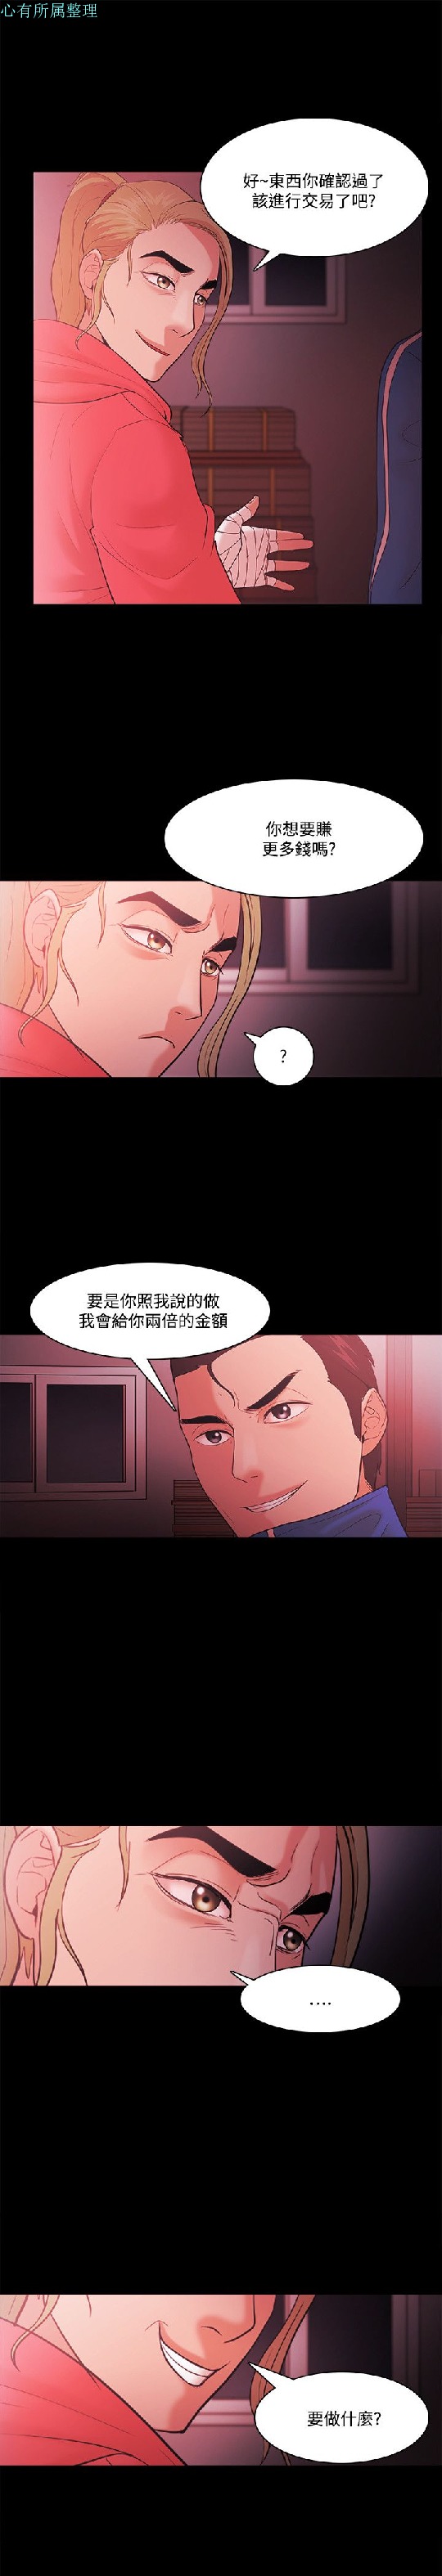 心有所属整理
好~東西你確認過了
該進行交易了吧?
你想要賺
更多錢嗎?
?
要是你照我說的做
我會給你兩倍的金額
....
要做什麼?